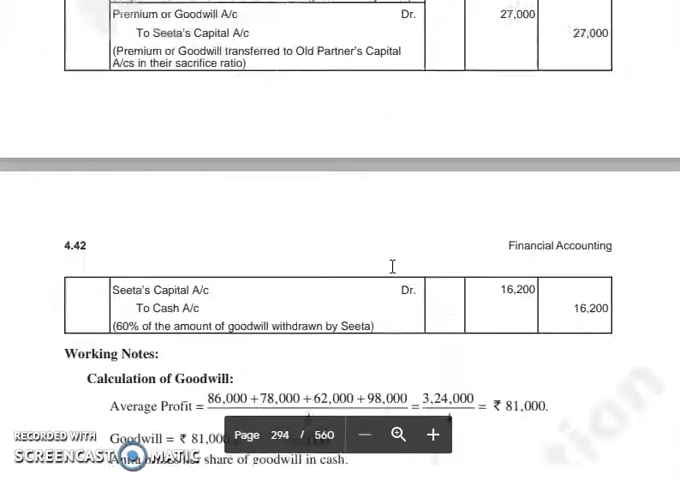 Premium or Goodwill A/c Dr. 27,000
To Seeta's Capital A/c 27,000
(Premium or Goodwill transferred to Old Partner's Capital
A/cs in their sacrifice ratio)
4.42 Financial Accounting
Seeta's Capital A/c Dr. 16,200
To Cash A/c 16,200
(60% of the amount of goodwill withdrawn by Seeta)
Working Notes:
Calculation of Goodwill:
Average Profit = 86,000 +78,000 + 62,000 + 98,000 / 4 = 3,24,000 / 4 = ₹ 81,000.
Goodwill = ₹ 81,000
Page 294 / 560
RECORDED WITH
SCREENCAST MATIC
share of goodwill in cash.
tion